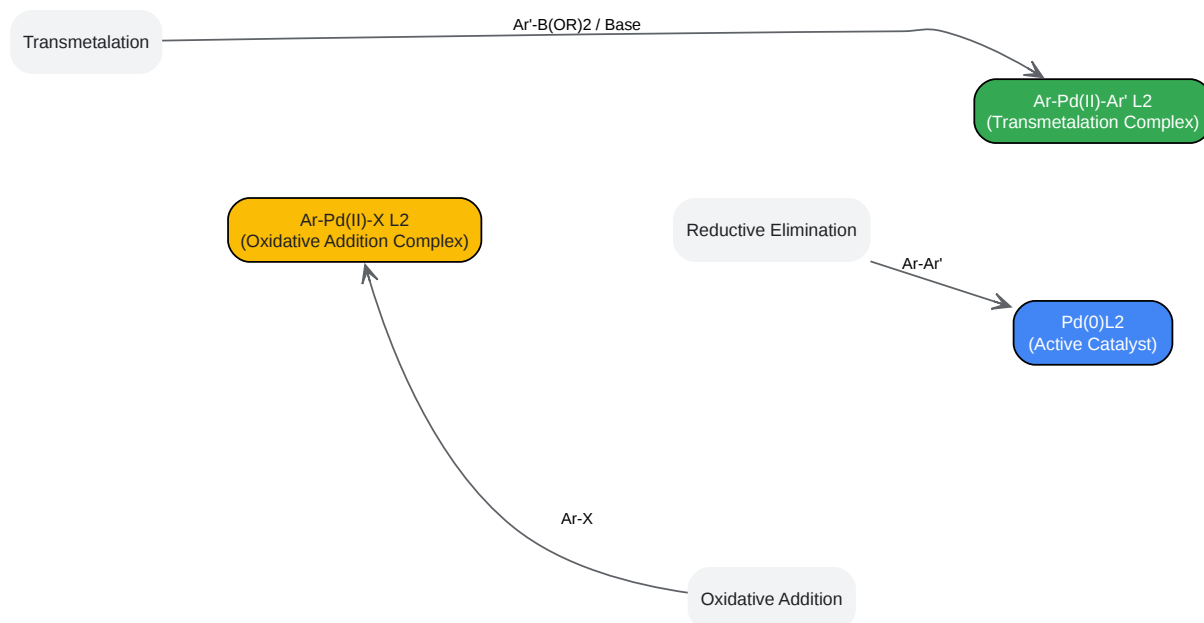 Ar'-B(OR)2 / Base
Transmetalation
Ar-Pd(II)-Ar' L2
(Transmetalation Complex)
Ar-Pd(II)-X L2
(Oxidative Addition Complex)
Reductive Elimination
Ar-Ar'
Pd(0)L2
(Active Catalyst)
Ar-X
Oxidative Addition